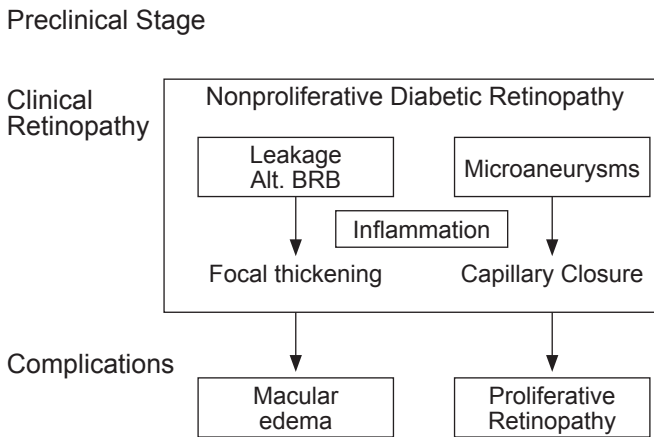 Preclinical Stage
Clinical
Retinopathy
Nonproliferative Diabetic Retinopathy
Leakage
Alt. BRB
Microaneurysms
Inflammation
Focal thickening
Capillary Closure
Complications
Macular
edema
Proliferative
Retinopathy